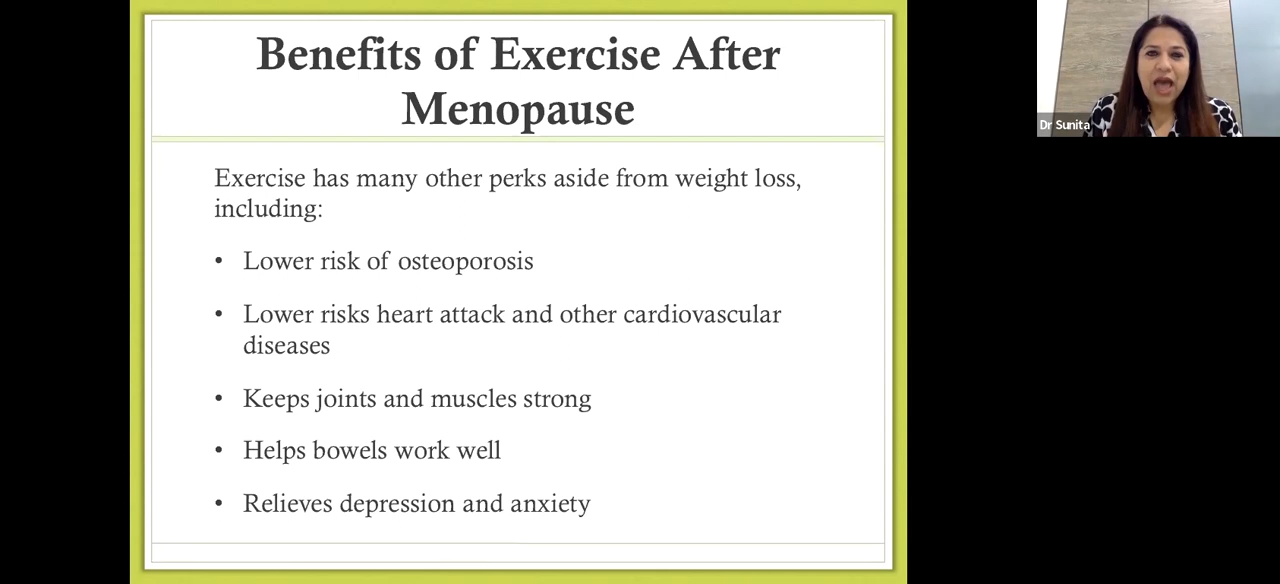 Benefits of Exercise After
Menopause
Exercise has many other perks aside from weight loss,
including:
• Lower risk of osteoporosis
• Lower risks heart attack and other cardiovascular
diseases
• Keeps joints and muscles strong
• Helps bowels work well
• Relieves depression and anxiety
Dr Sunita